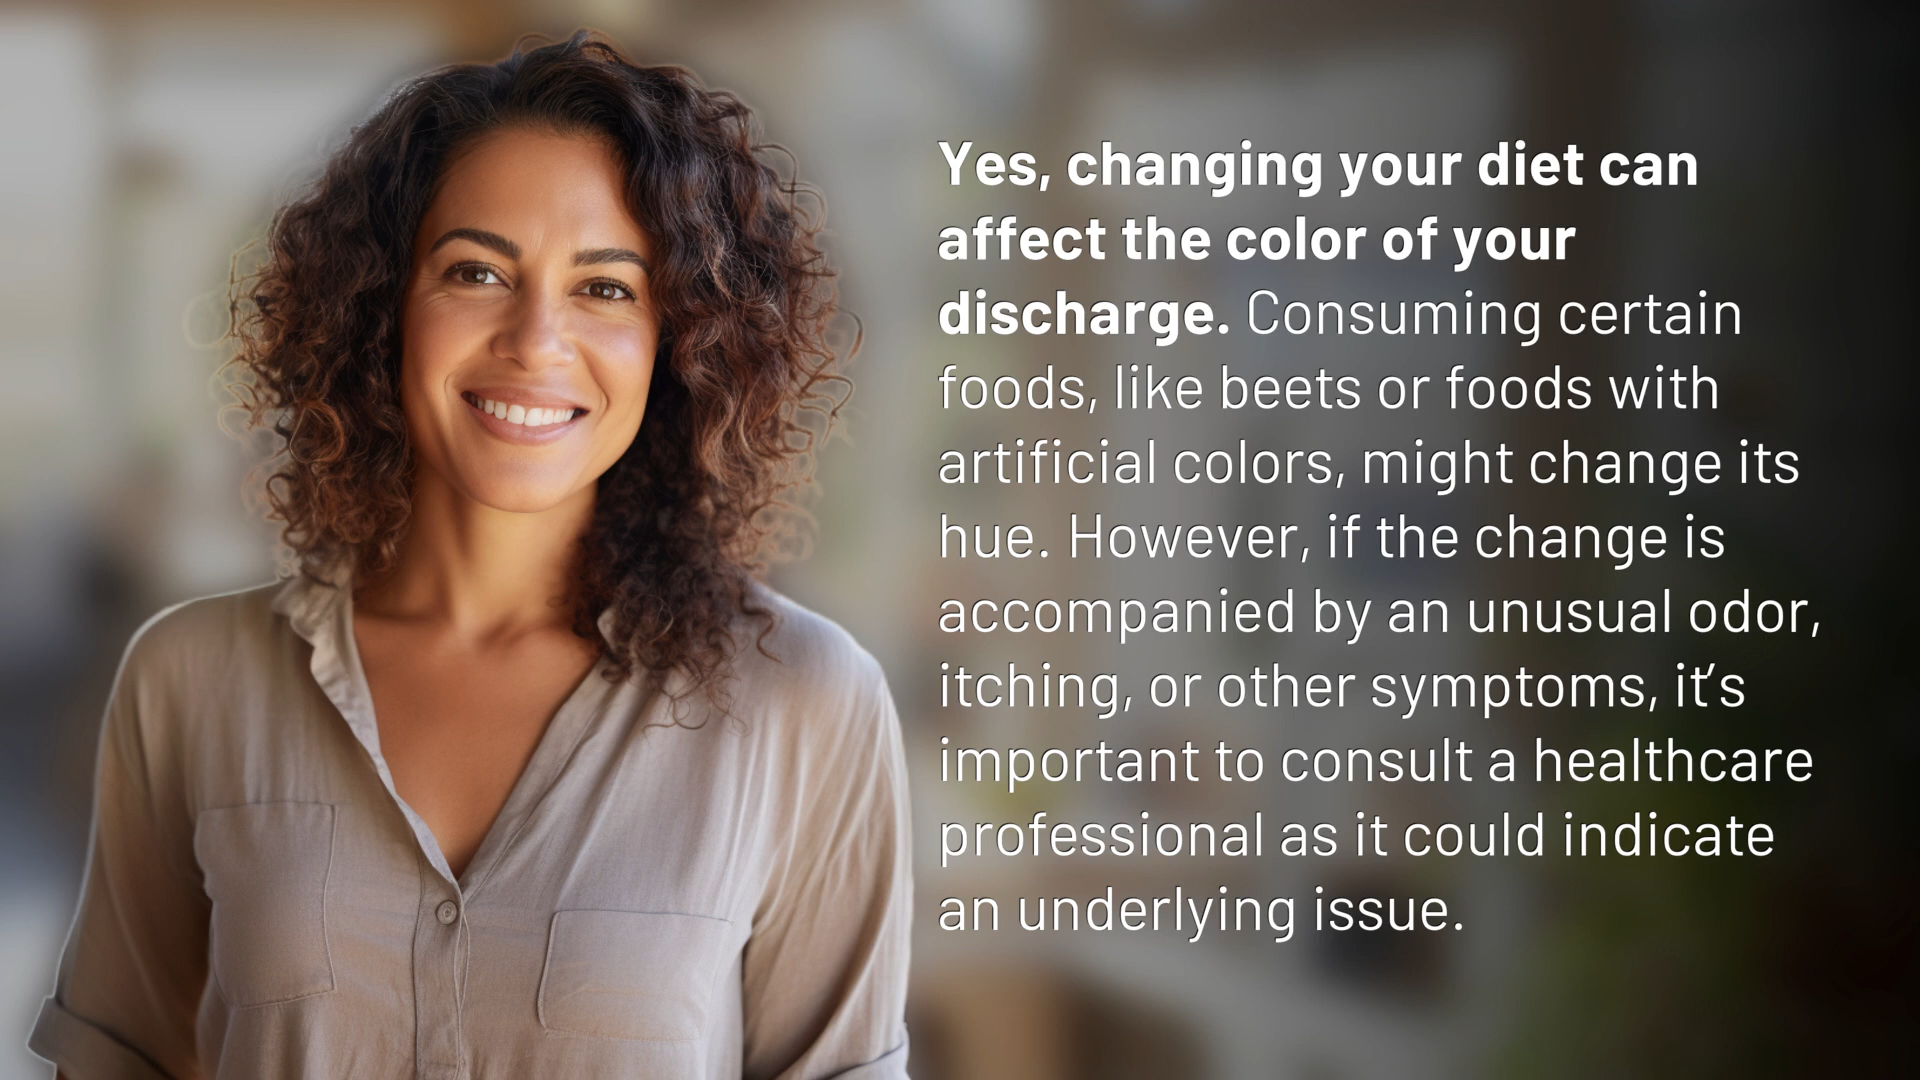 Yes, changing your diet can
affect the color of your
discharge. Consuming certain
foods, like beets or foods with
artificial colors, might change its
hue. However, if the change is
accompanied by an unusual odor,
itching, or other symptoms, it's
important to consult a healthcare
professional as it could indicate
an underlying issue.